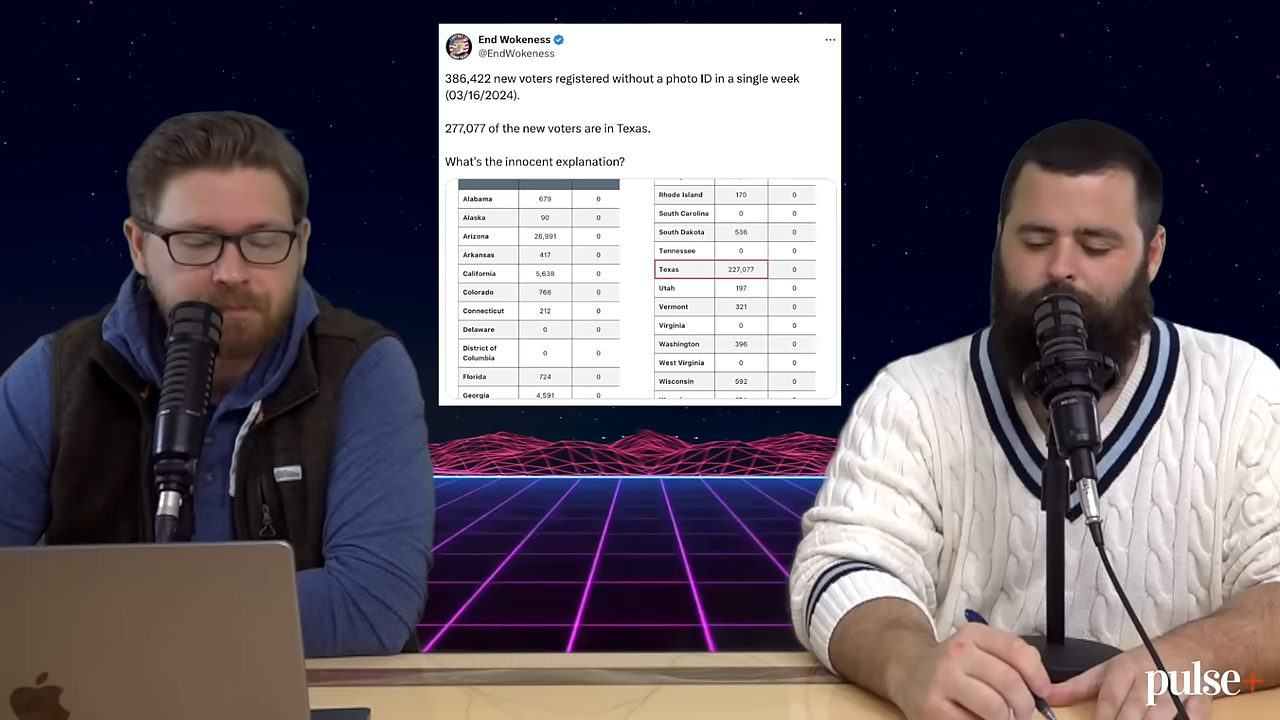 End Wokeness
@EndWokeness
386,422 new voters registered without a photo ID in a single week
(03/16/2024).
277,077 of the new voters are in Texas.
What's the innocent explanation?
Alabama 679 0
Alaska 90 0
Arizona 26,991 0
Arkansas 417 0
California 5,638 0
Colorado 766 0
Connecticut 212 0
Delaware 0 0
District of
Columbia 0 0
Florida 724 0
Georgia 4,591 0
Rhode Island 170 0
South Carolina 0 0
South Dakota 536 0
Tennessee 0 0
Texas 227,077 0
Utah 197 0
Vermont 321 0
Virginia 0 0
Washington 396 0
West Virginia 0 0
Wisconsin 592 0
pulse+